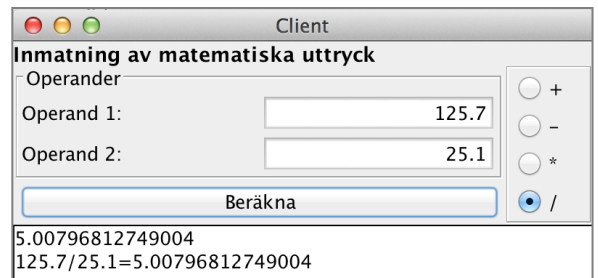 Client
Inmatning av matematiska uttryck
Operander
Operand 1: 125.7
Operand 2: 25.1
+
-
*
/
Beräkna
5.00796812749004
125.7/25.1=5.00796812749004